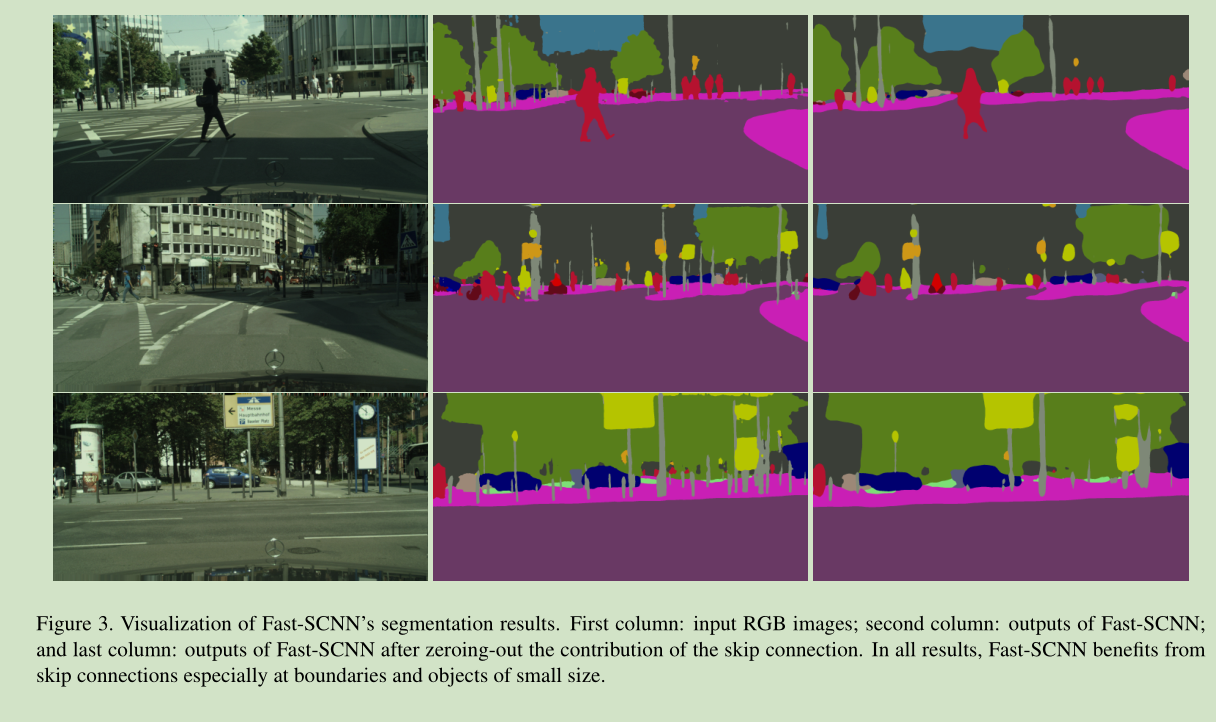 Messe
Hauptbahnhof
Figure 3. Visualization of Fast-SCNN's segmentation results. First column: input RGB images; second column: outputs of Fast-SCNN;
and last column: outputs of Fast-SCNN after zeroing-out the contribution of the skip connection. In all results, Fast-SCNN benefits from
skip connections especially at boundaries and objects of small size.